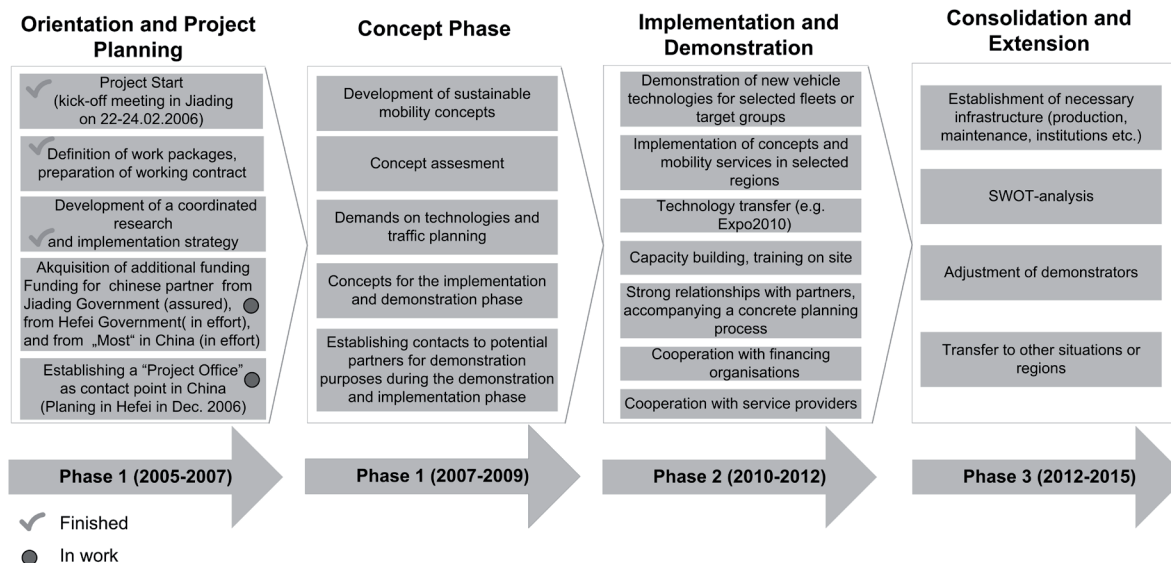 Orientation and Project
Planning
Project Start
(kick-off meeting in Jiading
on 22-24.02.2006)
Definition of work packages,
preparation of working contract
Development of a coordinated
research
and implementation strategy
Akquisition of additional funding
Funding for chinese partner from
Jiading Government (assured),
from Hefei Government( in effort),
and from „Most“ in China (in effort)
Establishing a “Project Office”
as contact point in China
(Planing in Hefei in Dec. 2006)
Phase 1 (2005-2007)
Concept Phase
Development of sustainable
mobility concepts
Concept assesment
Demands on technologies and
traffic planning
Concepts for the implementation
and demonstration phase
Establishing contacts to potential
partners for demonstration
purposes during the demonstration
and implementation phase
Phase 1 (2007-2009)
Implementation and
Demonstration
Demonstration of new vehicle
technologies for selected fleets or
target groups
Implementation of concepts and
mobility services in selected
regions
Technology transfer (e.g.
Expo2010)
Capacity building, training on site
Strong relationships with partners,
accompanying a concrete planning
process
Cooperation with financing
organisations
Cooperation with service providers
Phase 2 (2010-2012)
Consolidation and
Extension
Establishment of necessary
infrastructure (production,
maintenance, institutions etc.)
SWOT-analysis
Adjustment of demonstrators
Transfer to other situations or
regions
Phase 3 (2012-2015)
Finished
In work